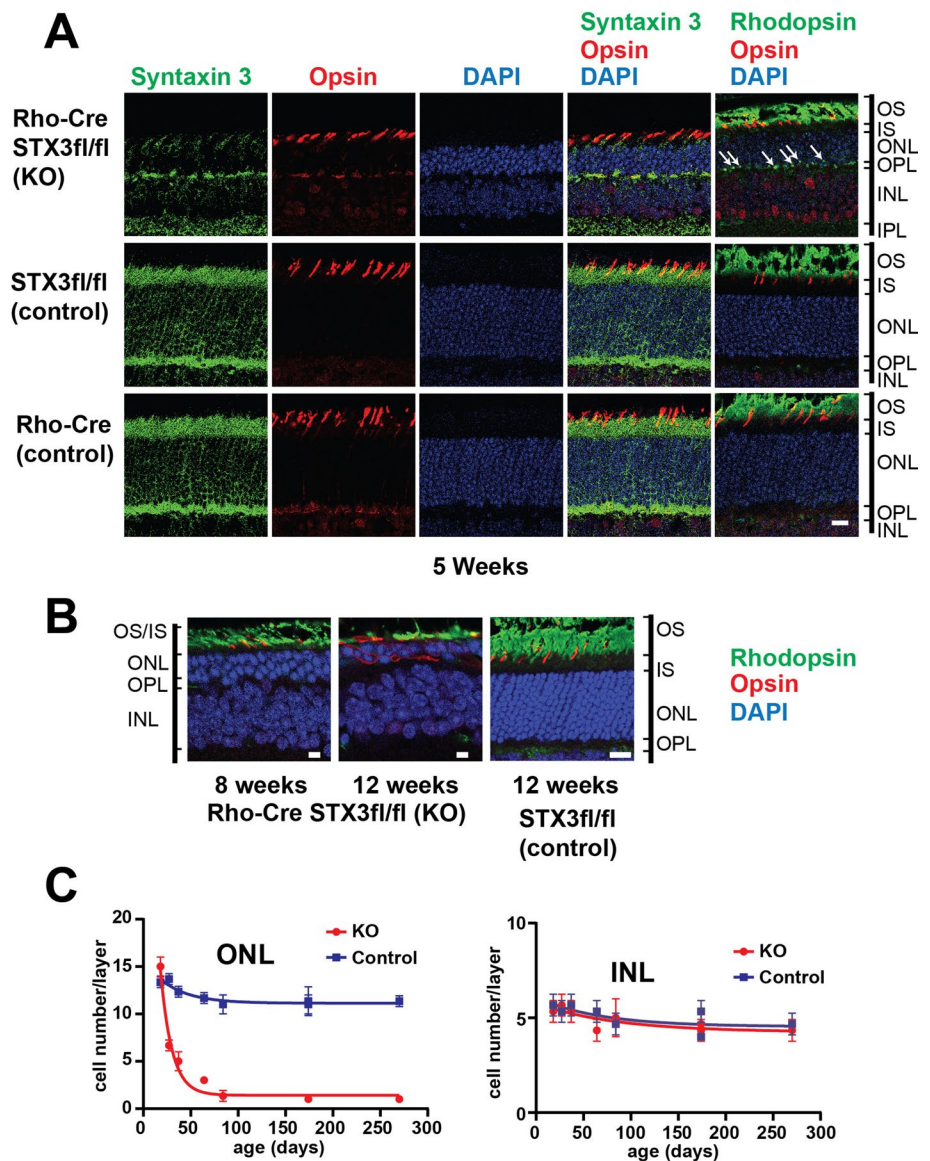 A
Syntaxin 3
Opsin
DAPI
Syntaxin 3
Opsin
DAPI
Rhodopsin
Opsin
DAPI
Rho-Cre
STX3fl/fl
(KO)
OS
IS
ONL
OPL
INL
IPL
STX3fl/fl
(control)
OS
IS
ONL
OPL
INL
Rho-Cre
(control)
OS
IS
ONL
OPL
INL
5 Weeks
B
OS/IS
ONL
OPL
INL
OS
IS
ONL
OPL
Rhodopsin
Opsin
DAPI
8 weeks
12 weeks
Rho-Cre STX3fl/fl (KO)
12 weeks
STX3fl/fl
(control)
C
ONL
KO
Control
cell number/layer
20
15
10
5
0
0 50 100 150 200 250 300
age (days)
INL
KO
Control
cell number/layer
10
5
0
0 50 100 150 200 250 300
age (days)